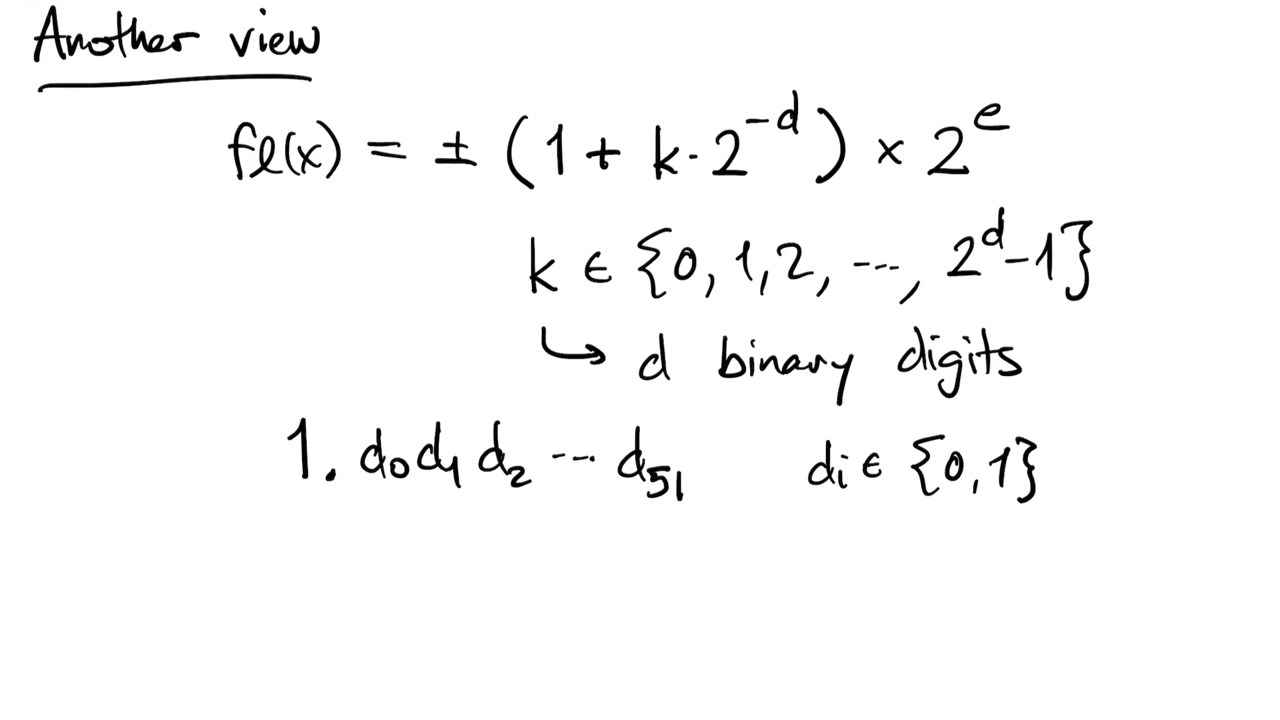 Another view
fl(x) = ± (1 + k · 2^{-d}) × 2^e
k ∈ {0, 1, 2, ..., 2^d - 1}
↳ d binary digits
1. d₀ d₁ d₂ ... d₅₁ dᵢ ∈ {0, 1}